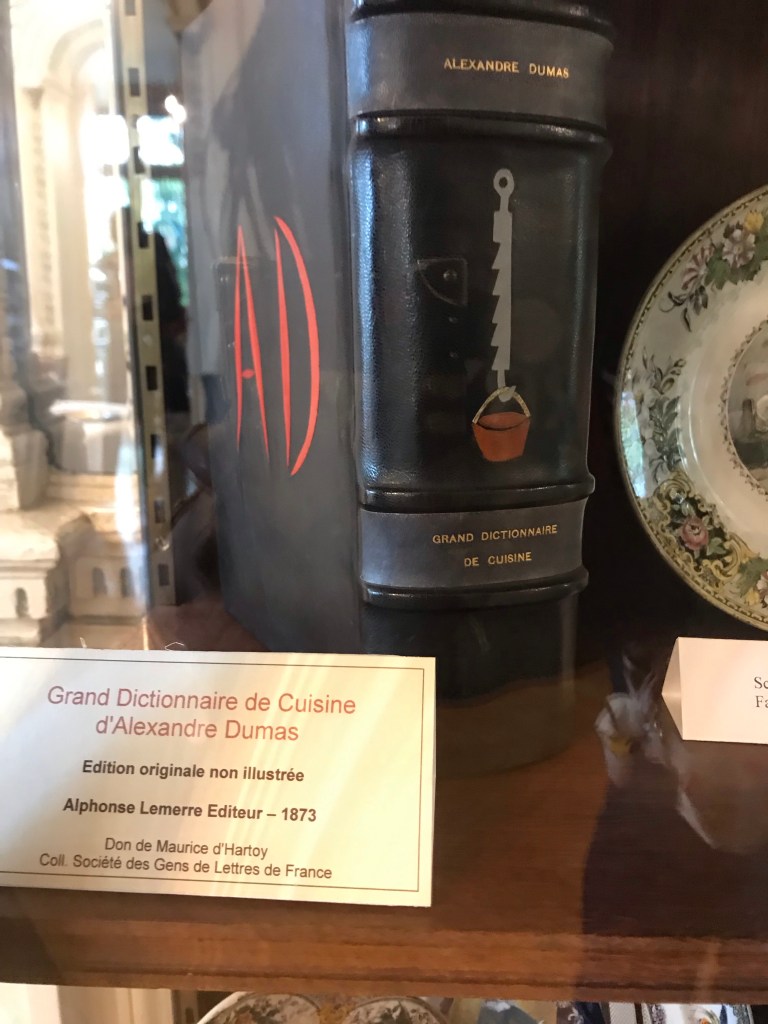 ALEXANDRE DUMAS
AD
GRAND DICTIONNAIRE
DE CUISINE
Grand Dictionnaire de Cuisine
d'Alexandre Dumas
Edition originale non illustrée
Alphonse Lemerre Editeur – 1873
Don de Maurice d'Hartoy
Coll. Société des Gens de Lettres de France